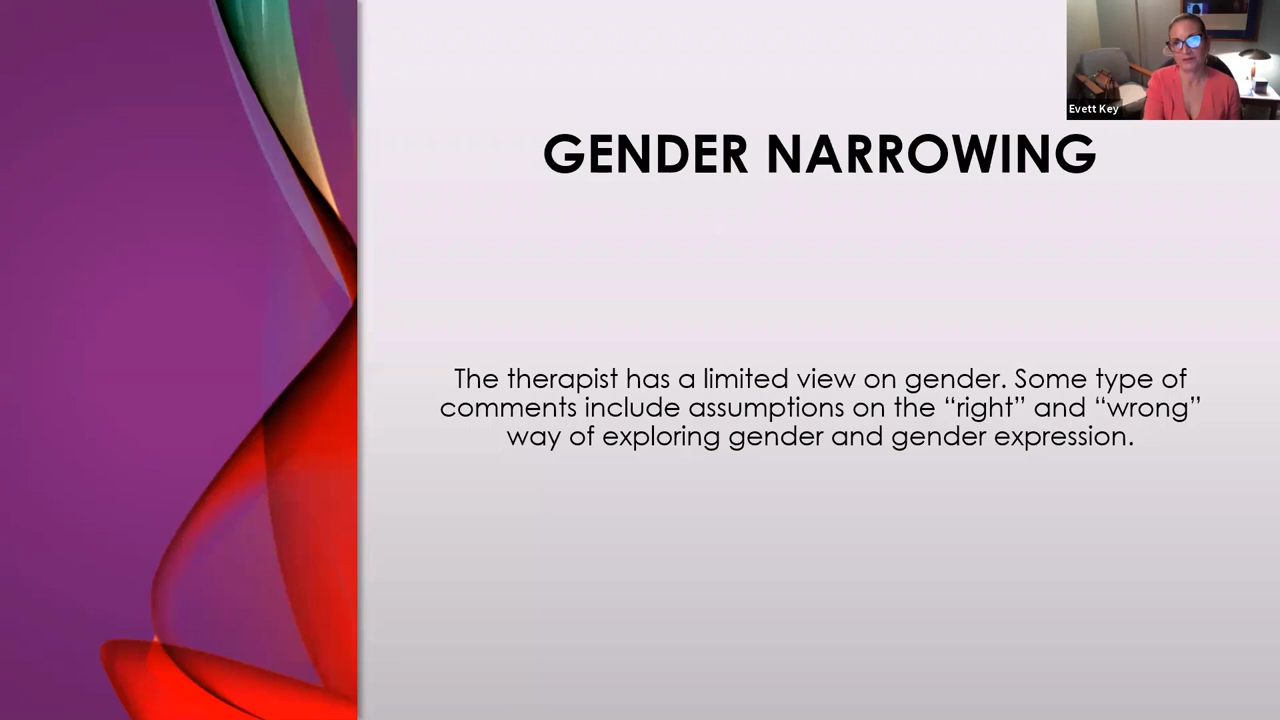 Evett Key
GENDER NARROWING
The therapist has a limited view on gender. Some type of
comments include assumptions on the “right” and “wrong”
way of exploring gender and gender expression.